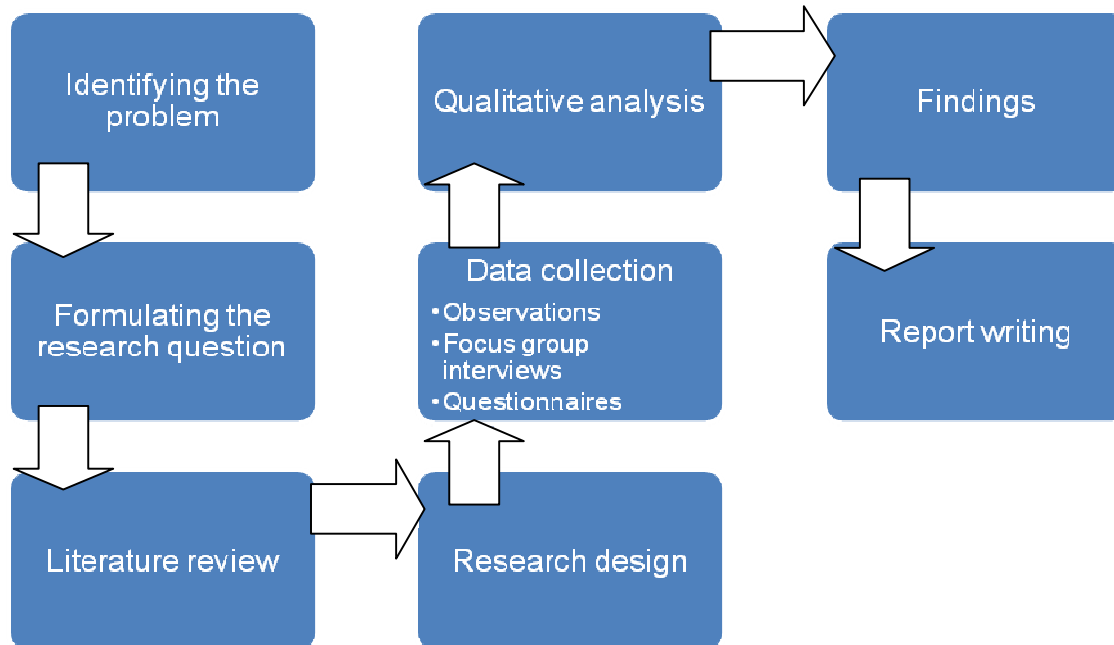 Identifying the
problem
Formulating the
research question
Literature review
Research design
Data collection
• Observations
• Focus group
interviews
• Questionnaires
Qualitative analysis
Findings
Report writing